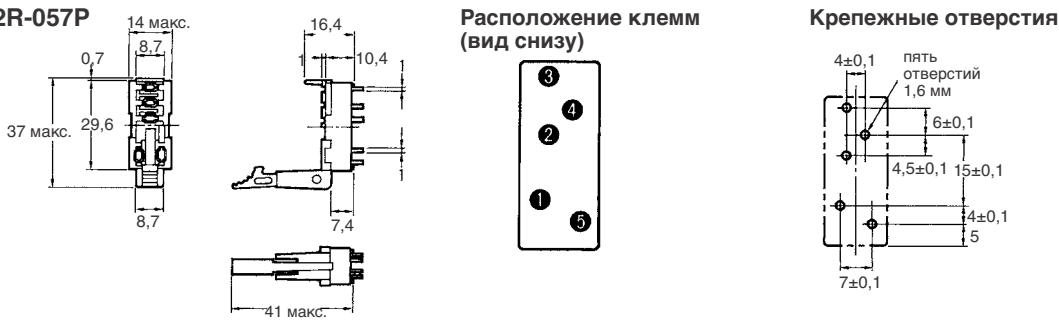 2R-057P
14 макс.
8,7
0,7
37 макс.
29,6
8,7
16,4
1
10,4
1
1
7,4
41 макс.
Расположение клемм
(вид снизу)
3
4
2
1
5
Крепежные отверстия
4±0,1
пять
отверстий
1,6 мм
6±0,1
4,5±0,1
15±0,1
4±0,1
5
7±0,1